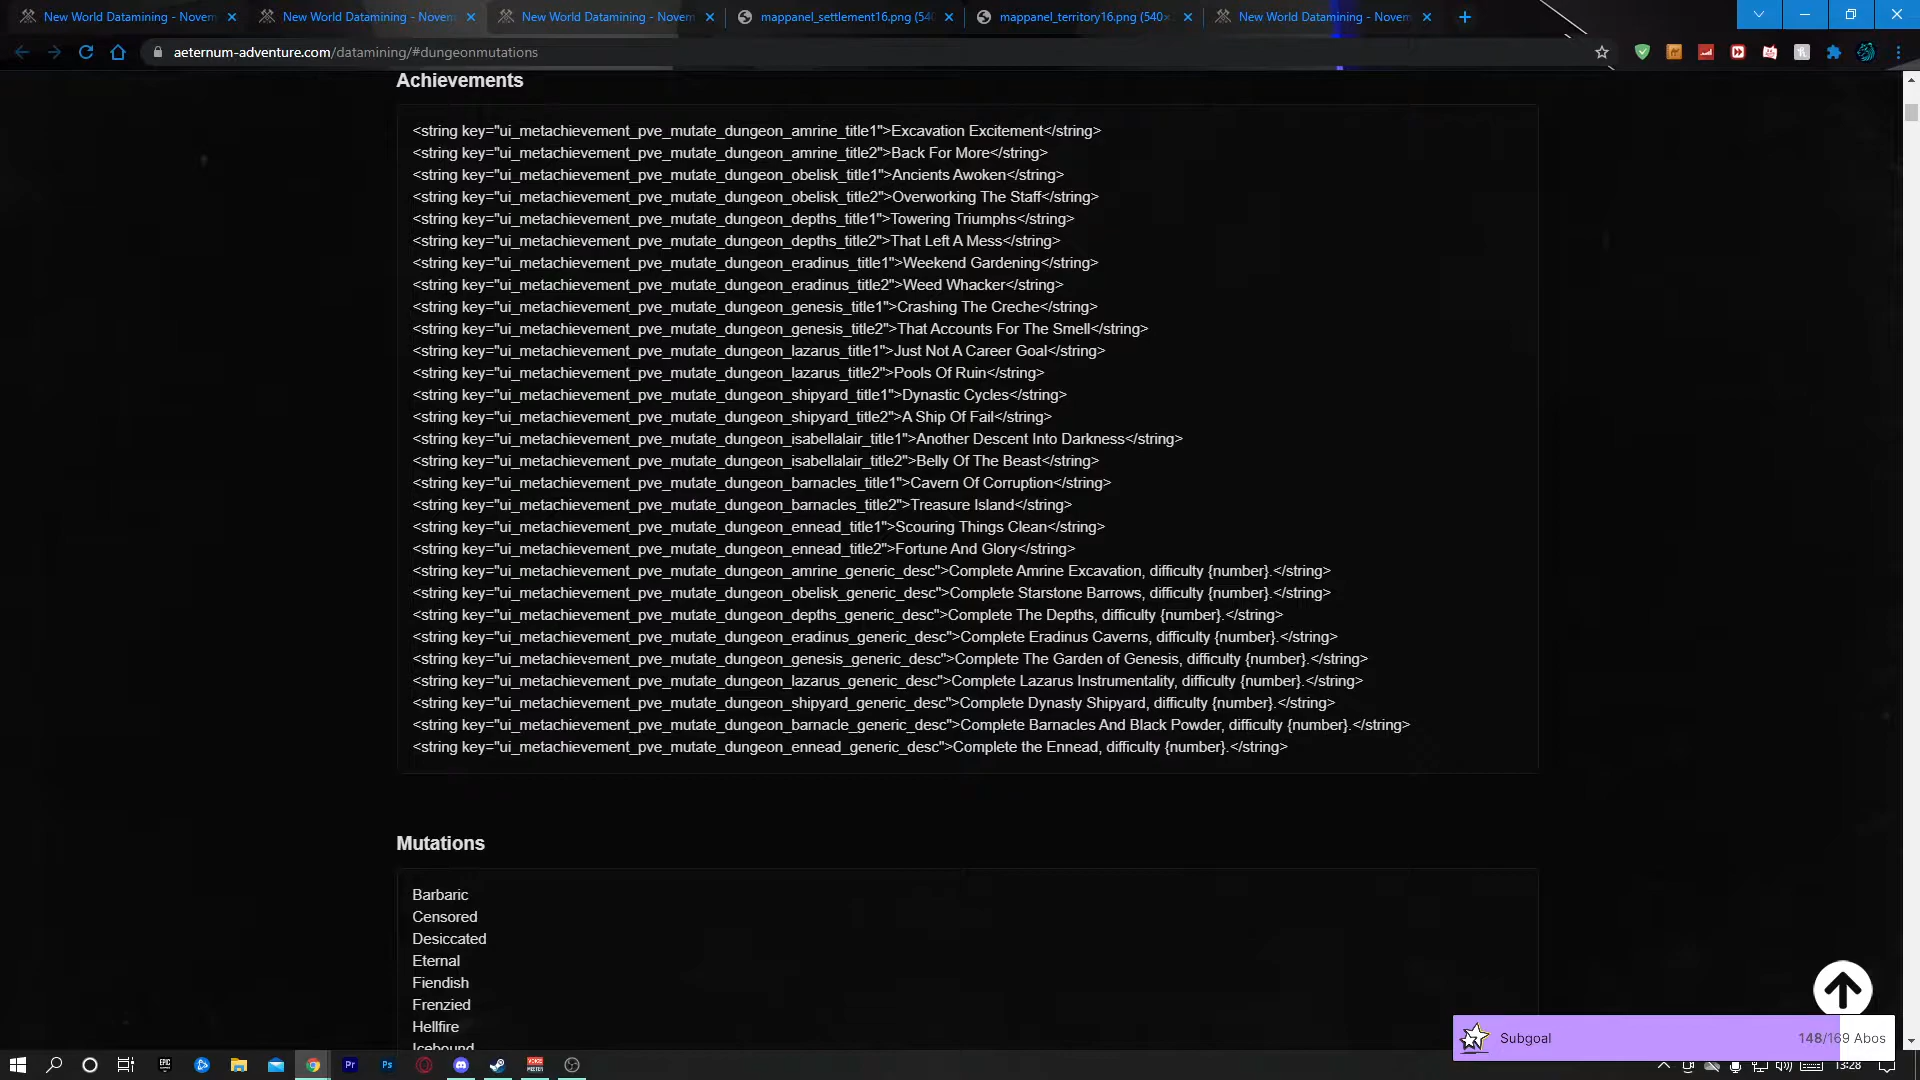 New World Datamining - Novem
New World Datamining - Novem
New World Datamining - Novem
mappanel_settlement16.png (540
mappanel_territory16.png (540×
New World Datamining - Novem
aeternum-adventure.com/datamining/#dungeonmutations
Achievements
<string key="ui_metachievement_pve_mutate_dungeon_amrine_title1">Excavation Excitement</string>
<string key="ui_metachievement_pve_mutate_dungeon_amrine_title2">Back For More</string>
<string key="ui_metachievement_pve_mutate_dungeon_obelisk_title1">Ancients Awoken</string>
<string key="ui_metachievement_pve_mutate_dungeon_obelisk_title2">Overworking The Staff</string>
<string key="ui_metachievement_pve_mutate_dungeon_depths_title1">Towering Triumphs</string>
<string key="ui_metachievement_pve_mutate_dungeon_depths_title2">That Left A Mess</string>
<string key="ui_metachievement_pve_mutate_dungeon_eradinus_title1">Weekend Gardening</string>
<string key="ui_metachievement_pve_mutate_dungeon_eradinus_title2">Weed Whacker</string>
<string key="ui_metachievement_pve_mutate_dungeon_genesis_title1">Crashing The Creche</string>
<string key="ui_metachievement_pve_mutate_dungeon_genesis_title2">That Accounts For The Smell</string>
<string key="ui_metachievement_pve_mutate_dungeon_lazarus_title1">Just Not A Career Goal</string>
<string key="ui_metachievement_pve_mutate_dungeon_lazarus_title2">Pools Of Ruin</string>
<string key="ui_metachievement_pve_mutate_dungeon_shipyard_title1">Dynastic Cycles</string>
<string key="ui_metachievement_pve_mutate_dungeon_shipyard_title2">A Ship Of Fail</string>
<string key="ui_metachievement_pve_mutate_dungeon_isabellalair_title1">Another Descent Into Darkness</string>
<string key="ui_metachievement_pve_mutate_dungeon_isabellalair_title2">Belly Of The Beast</string>
<string key="ui_metachievement_pve_mutate_dungeon_barnacles_title1">Cavern Of Corruption</string>
<string key="ui_metachievement_pve_mutate_dungeon_barnacles_title2">Treasure Island</string>
<string key="ui_metachievement_pve_mutate_dungeon_ennead_title1">Scouring Things Clean</string>
<string key="ui_metachievement_pve_mutate_dungeon_ennead_title2">Fortune And Glory</string>
<string key="ui_metachievement_pve_mutate_dungeon_amrine_generic_desc">Complete Amrine Excavation, difficulty {number}.</string>
<string key="ui_metachievement_pve_mutate_dungeon_obelisk_generic_desc">Complete Starstone Barrows, difficulty {number}.</string>
<string key="ui_metachievement_pve_mutate_dungeon_depths_generic_desc">Complete The Depths, difficulty {number}.</string>
<string key="ui_metachievement_pve_mutate_dungeon_eradinus_generic_desc">Complete Eradinus Caverns, difficulty {number}.</string>
<string key="ui_metachievement_pve_mutate_dungeon_genesis_generic_desc">Complete The Garden of Genesis, difficulty {number}.</string>
<string key="ui_metachievement_pve_mutate_dungeon_lazarus_generic_desc">Complete Lazarus Instrumentality, difficulty {number}.</string>
<string key="ui_metachievement_pve_mutate_dungeon_shipyard_generic_desc">Complete Dynasty Shipyard, difficulty {number}.</string>
<string key="ui_metachievement_pve_mutate_dungeon_barnacle_generic_desc">Complete Barnacles And Black Powder, difficulty {number}.</string>
<string key="ui_metachievement_pve_mutate_dungeon_ennead_generic_desc">Complete the Ennead, difficulty {number}.</string>
Mutations
Barbaric
Censored
Desiccated
Eternal
Fiendish
Frenzied
Hellfire
Icebound
Subgoal 148/169 Abos
EPIC
Pr
Ps
13:28